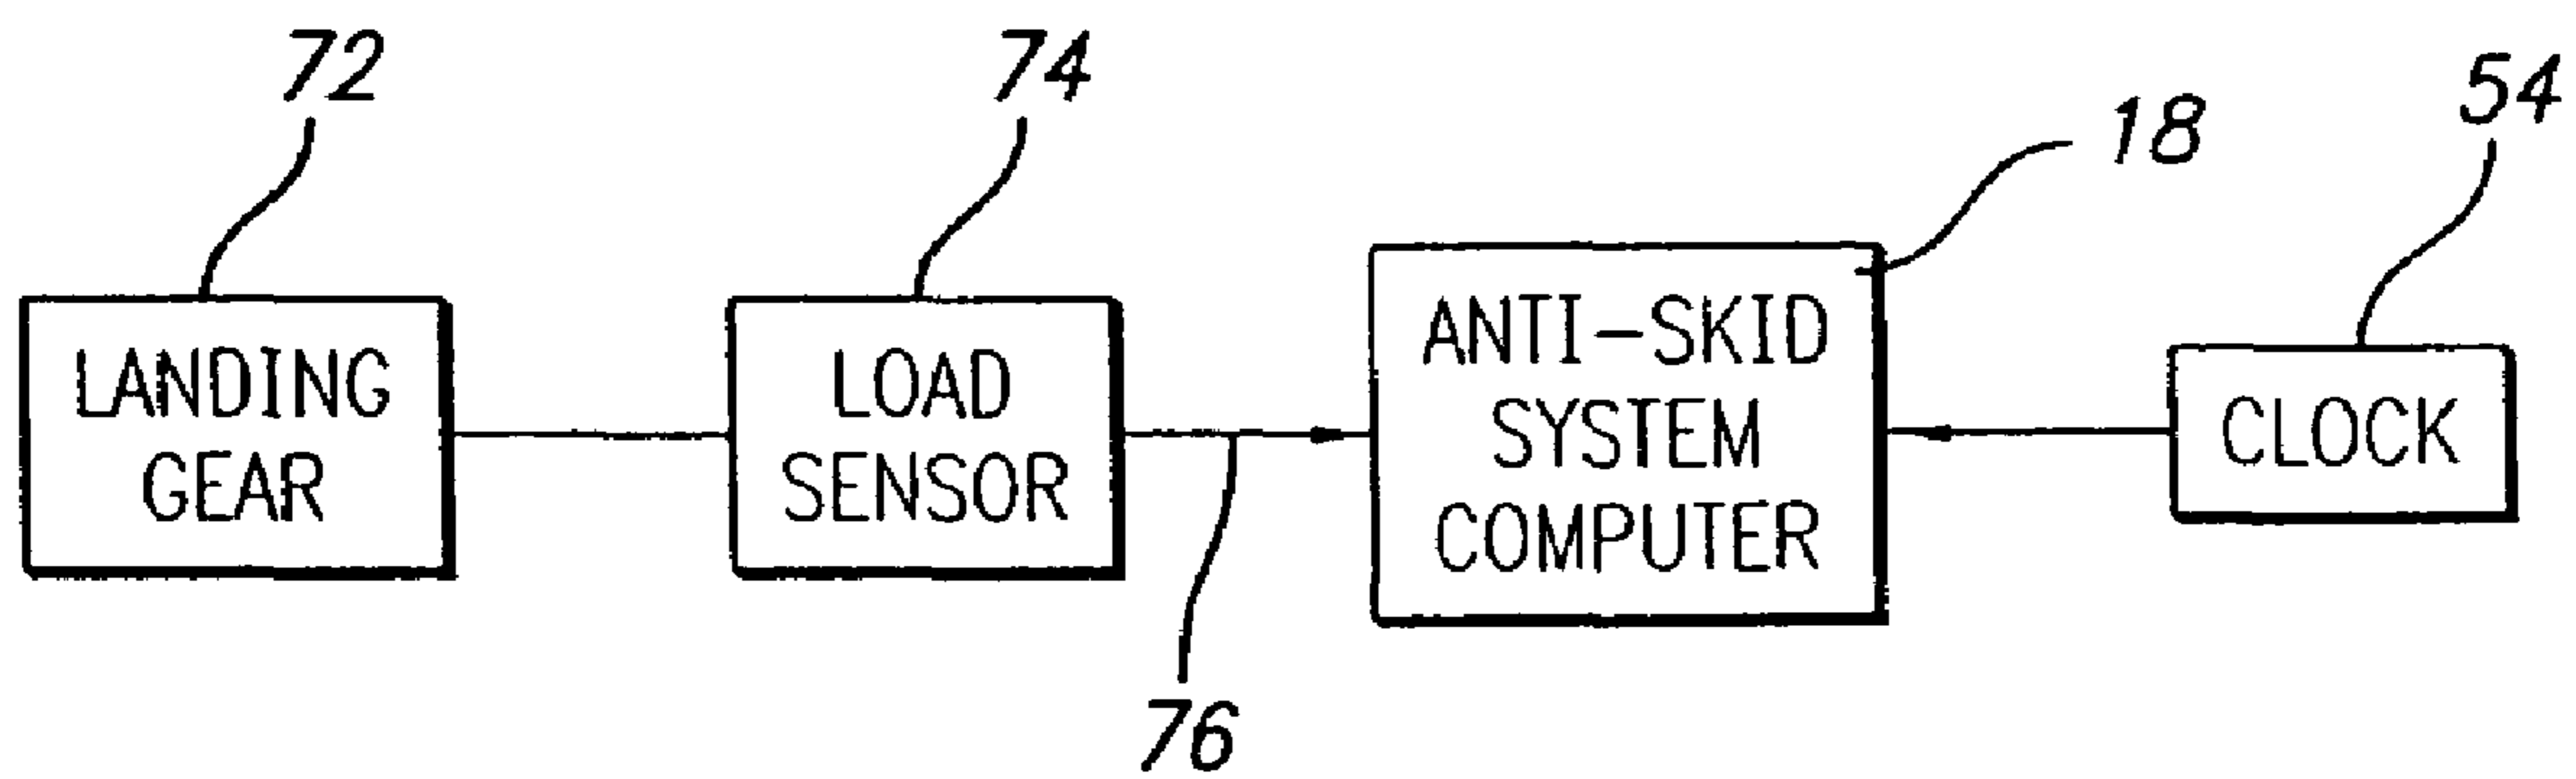 72
74
18
54
LANDING
GEAR
LOAD
SENSOR
ANTI-SKID
SYSTEM
COMPUTER
CLOCK
76